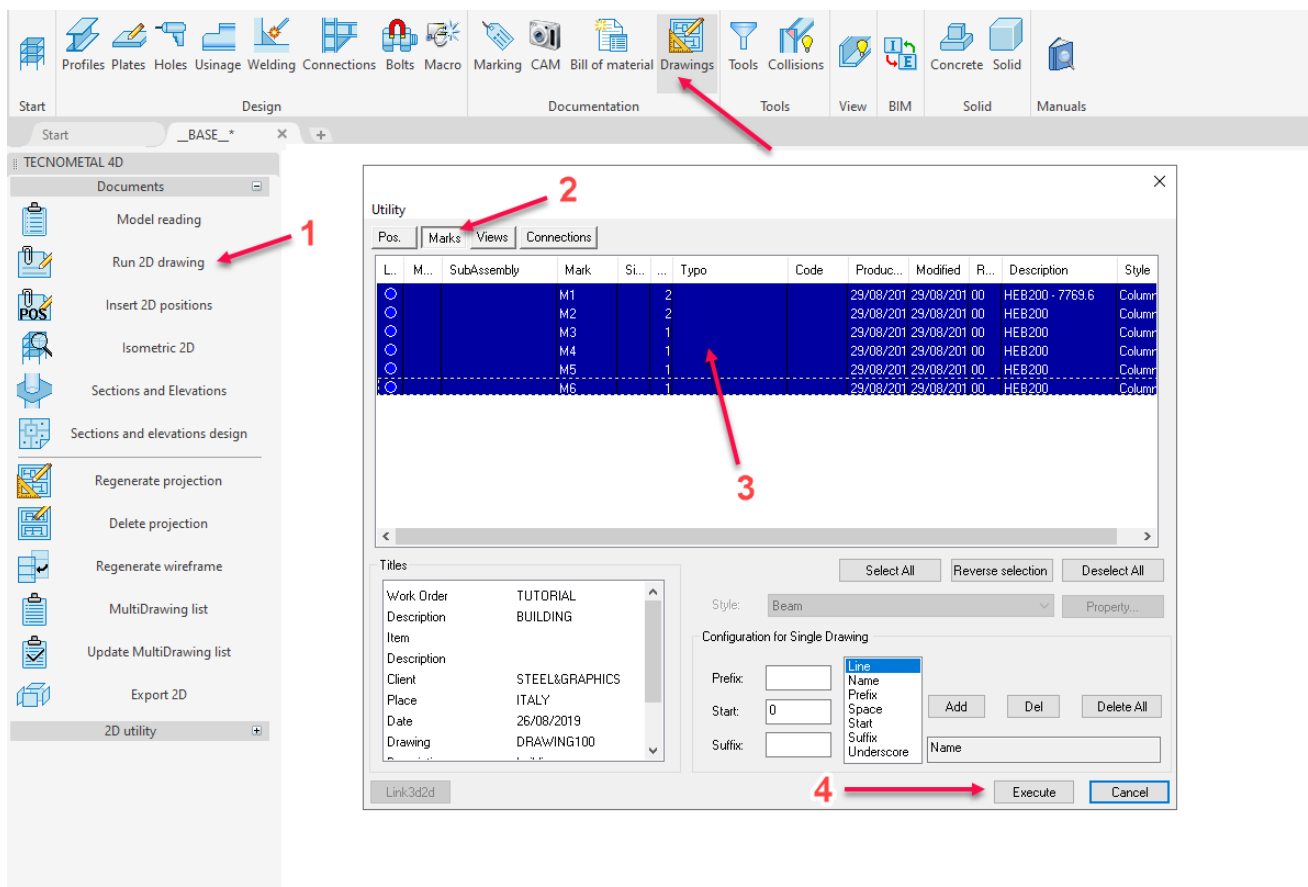 Profiles Plates Holes Usinage Welding Connections Bolts Macro Marking CAM Bill of material Drawings Tools Collisions Concrete Solid
Start Design Documentation Tools View BIM Solid Manuals
Start __BASE__* × +
TECNOMETAL 4D
Documents
Model reading
1
Run 2D drawing
POS
Insert 2D positions
Isometric 2D
Sections and Elevations
Sections and elevations design
Regenerate projection
Delete projection
Regenerate wireframe
MultiDrawing list
Update MultiDrawing list
Export 2D
2D utility
2
Utility
Pos. Marks Views Connections
L... M... SubAssembly Mark Si... ... Typo Code Produc... Modified R... Description Style
M1 2 29/08/201 29/08/201 00 HEB200 - 7769.6 Column
M2 2 29/08/201 29/08/201 00 HEB200 Column
M3 1 29/08/201 29/08/201 00 HEB200 Column
M4 1 29/08/201 29/08/201 00 HEB200 Column
M5 1 29/08/201 29/08/201 00 HEB200 Column
M6 1 29/08/201 29/08/201 00 HEB200 Column
3
Titles
Work Order TUTORIAL
Description BUILDING
Item
Description
Client STEEL&GRAPHICS
Place ITALY
Date 26/08/2019
Drawing DRAWING100
Select All Reverse selection Deselect All
Style: Beam Property...
Configuration for Single Drawing
Prefix:
Start: 0
Suffix:
Line
Name
Prefix
Space
Start
Suffix
Underscore
Add Del Delete All
Name
Link3d2d
4
Execute Cancel